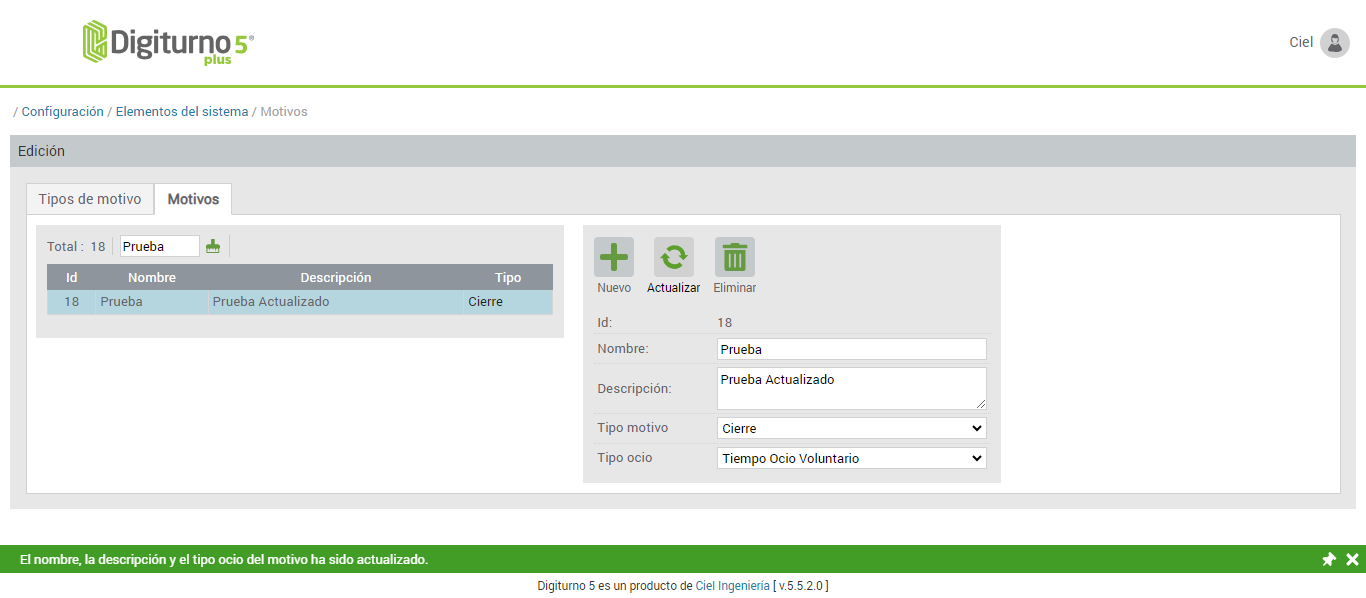 Digiturno 5®
plus
Ciel
/ Configuración / Elementos del sistema / Motivos
Edición
Tipos de motivo Motivos
Total : 18 Prueba
Id Nombre Descripción Tipo
18 Prueba Prueba Actualizado Cierre
Nuevo Actualizar Eliminar
Id: 18
Nombre: Prueba
Descripción: Prueba Actualizado
Tipo motivo Cierre
Tipo ocio Tiempo Ocio Voluntario
El nombre, la descripción y el tipo ocio del motivo ha sido actualizado.
Digiturno 5 es un producto de Ciel Ingeniería [ v.5.5.2.0 ]